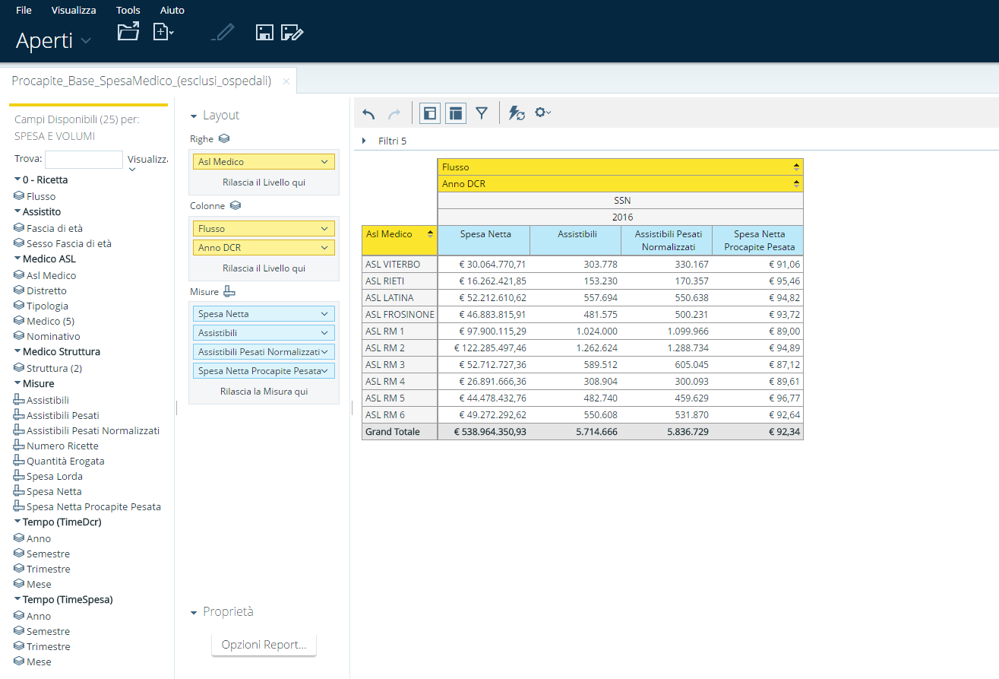 File Visualizza Tools Aiuto
Aperti
Procapite_Base_SpesaMedico_(esclusi_ospedali)
Campi Disponibili (25) per:
SPESA E VOLUMI
Trova: Visualizza
0 - Ricetta
Flusso
Assistito
Fascia di età
Sesso Fascia di età
Medico ASL
Asl Medico
Distretto
Tipologia
Medico (5)
Nominativo
Medico Struttura
Struttura (2)
Misure
Assistibili
Assistibili Pesati
Assistibili Pesati Normalizzati
Numero Ricette
Quantità Erogata
Spesa Lorda
Spesa Netta
Spesa Netta Procapite Pesata
Tempo (TimeDcr)
Anno
Semestre
Trimestre
Mese
Tempo (TimeSpesa)
Anno
Semestre
Trimestre
Mese
Layout
Righe
Asl Medico
Rilascia il Livello qui
Colonne
Flusso
Anno DCR
Rilascia il Livello qui
Misure
Spesa Netta
Assistibili
Assistibili Pesati Normalizzati
Spesa Netta Procapite Pesata
Rilascia la Misura qui
Proprietà
Opzioni Report...
Filtri 5
Flusso
Anno DCR
SSN
2016
Asl Medico Spesa Netta Assistibili Assistibili Pesati Normalizzati Spesa Netta Procapite Pesata
ASL VITERBO € 30.064.770,71 303.778 330.167 € 91,06
ASL RIETI € 16.262.421,85 153.230 170.357 € 95,46
ASL LATINA € 52.212.610,62 557.694 550.638 € 94,82
ASL FROSINONE € 46.883.815,91 481.575 500.231 € 93,72
ASL RM 1 € 97.900.115,29 1.024.000 1.099.966 € 89,00
ASL RM 2 € 122.285.497,46 1.262.624 1.288.734 € 94,89
ASL RM 3 € 52.712.727,36 589.512 605.045 € 87,12
ASL RM 4 € 26.891.666,36 308.904 300.093 € 89,61
ASL RM 5 € 44.478.432,76 482.740 459.629 € 96,77
ASL RM 6 € 49.272.292,62 550.608 531.870 € 92,64
Grand Totale € 538.964.350,93 5.714.666 5.836.729 € 92,34